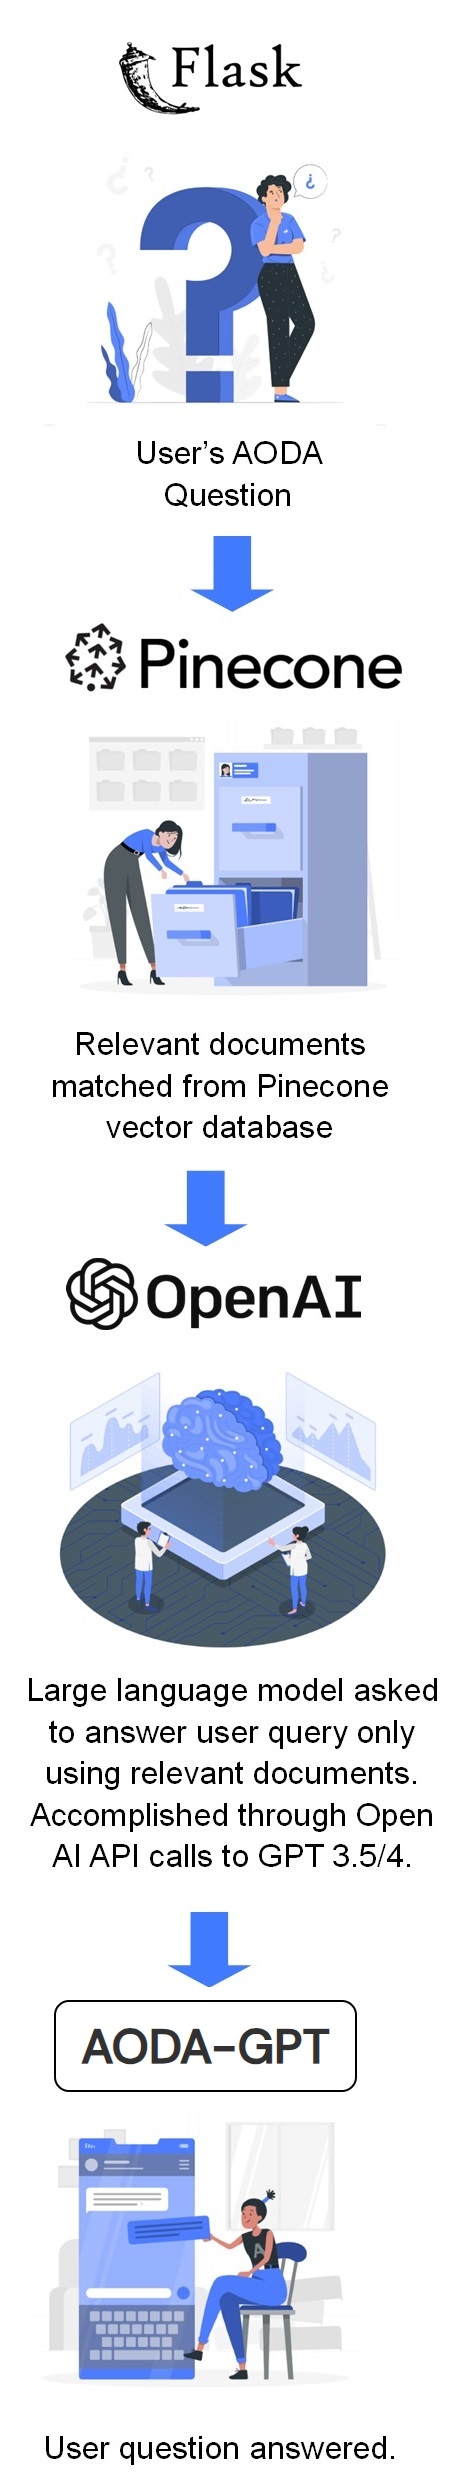 Flask
User’s AODA
Question
Pinecone
Relevant documents
matched from Pinecone
vector database
OpenAI
Large language model asked
to answer user query only
using relevant documents.
Accomplished through Open
AI API calls to GPT 3.5/4.
AODA-GPT
A
User question answered.